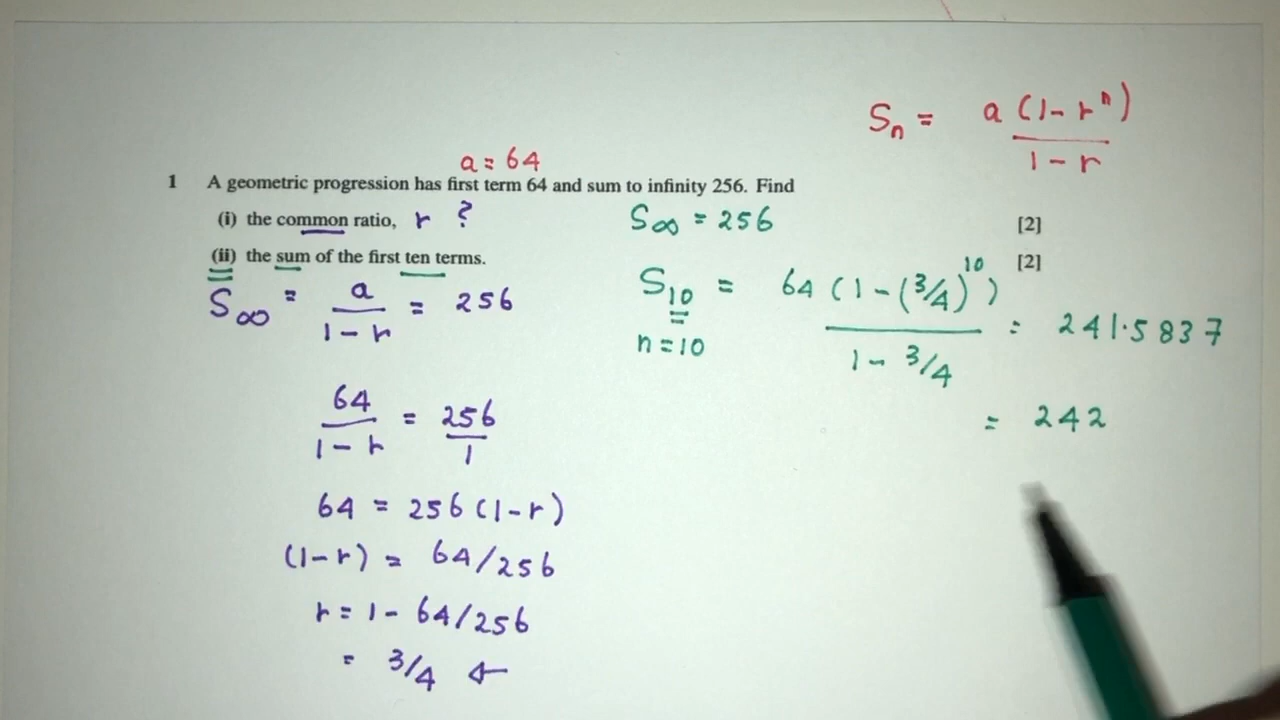 Sn = a (1 - r^n) / 1 - r
a = 64
1 A geometric progression has first term 64 and sum to infinity 256. Find
(i) the common ratio, r ? [2]
S∞ = 256
(ii) the sum of the first ten terms. [2]
S∞ = a / 1 - r = 256
64 / 1 - r = 256 / 1
64 = 256 (1 - r)
(1 - r) = 64/256
r = 1 - 64/256
= 3/4 ←
S10 = 64 (1 - (3/4)^10) / 1 - 3/4 = 241.5837
n = 10
= 242